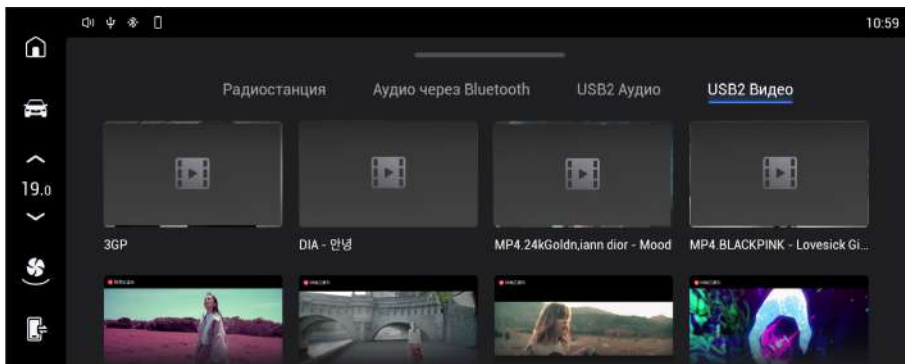 10:59
Радиостанция Аудио через Bluetooth USB2 Аудио USB2 Видео
19.0
3GP DIA - 안녕 MP4.24kGoldn,iann dior - Mood MP4.BLACKPINK - Lovesick Gi...